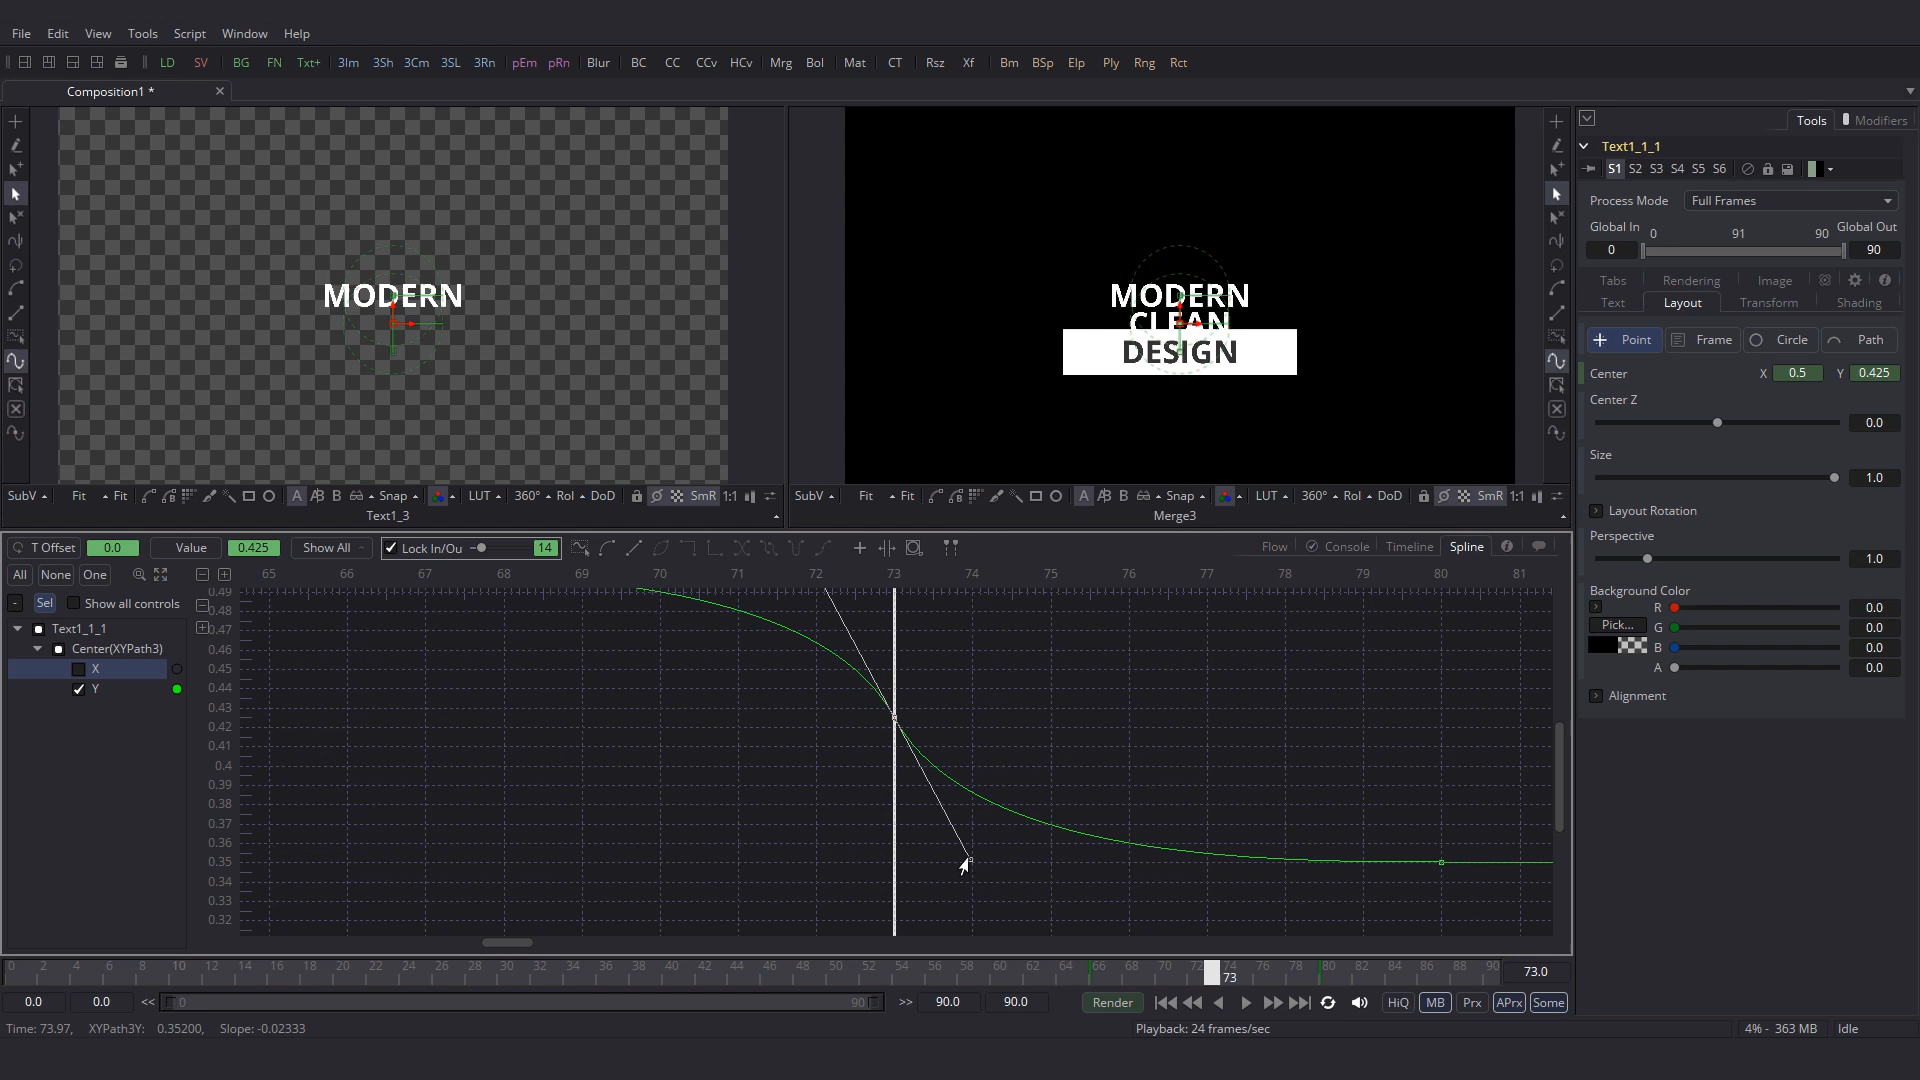 File Edit View Tools Script Window Help
LD SV BG FN Txt+ 3Im 3Sh 3Cm 3SL 3Rn pEm pRn Blur BC CC CCv HCv Mrg Bol Mat CT Rsz Xf Bm BSp Elp Ply Rng Rct
Composition1 *
MODERN
MODERN
CLEAN
DESIGN
SubV Fit Fit A B Snap LUT 360° RoI DoD SmR 1:1
Text1_3
SubV Fit Fit A B Snap LUT 360° RoI DoD SmR 1:1
Merge3
Tools Modifiers
Text1_1_1
S1 S2 S3 S4 S5 S6
Process Mode Full Frames
Global In 0 91 90 Global Out
0 90
Tabs Rendering Image
Text Layout Transform Shading
Point Frame Circle Path
Center X 0.5 Y 0.425
Center Z
0.0
Size
1.0
Layout Rotation
Perspective
1.0
Background Color
R 0.0
Pick... G 0.0
B 0.0
A 0.0
Alignment
T Offset 0.0 Value 0.425 Show All Lock In/Ou 14
Flow Console Timeline Spline
All None One
65 66 67 68 69 70 71 72 73 74 75 76 77 78 79 80 81
- Sel Show all controls
Text1_1_1
Center(XYPath3)
X
Y
0.49
0.48
0.47
0.46
0.45
0.44
0.43
0.42
0.41
0.4
0.39
0.38
0.37
0.36
0.35
0.34
0.33
0.32
0 2 4 6 8 10 12 14 16 18 20 22 24 26 28 30 32 34 36 38 40 42 44 46 48 50 52 54 56 58 60 62 64 66 68 70 72 74 76 78 80 82 84 86 88 90
73
73.0
0.0 0.0 << 0 90 >> 90.0 90.0 Render HiQ MB Prx APrx Some
Time: 73.97, XYPath3Y: 0.35200, Slope: -0.02333
Playback: 24 frames/sec
4% - 363 MB Idle